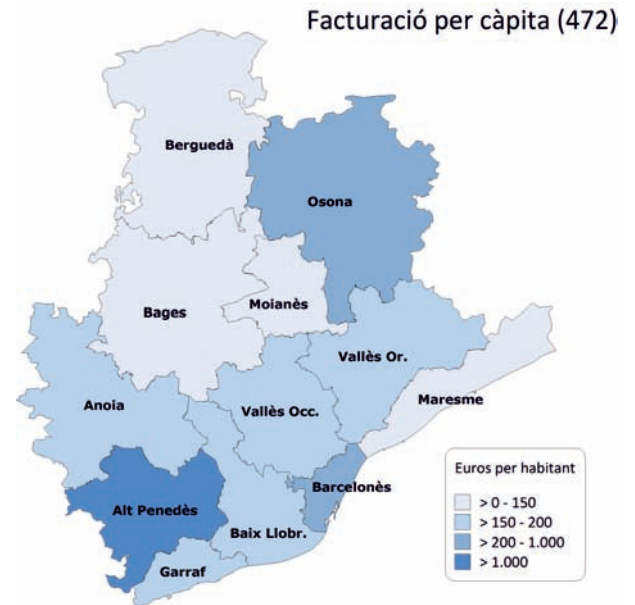 Facturació per càpita (472)
Berguedà
Osona
Bages
Moianès
Vallès Or.
Anoia
Vallès Occ.
Maresme
Alt Penedès
Barcelonès
Baix Llobr.
Garraf
Euros per habitant
> 0 - 150
> 150 - 200
> 200 - 1.000
> 1.000